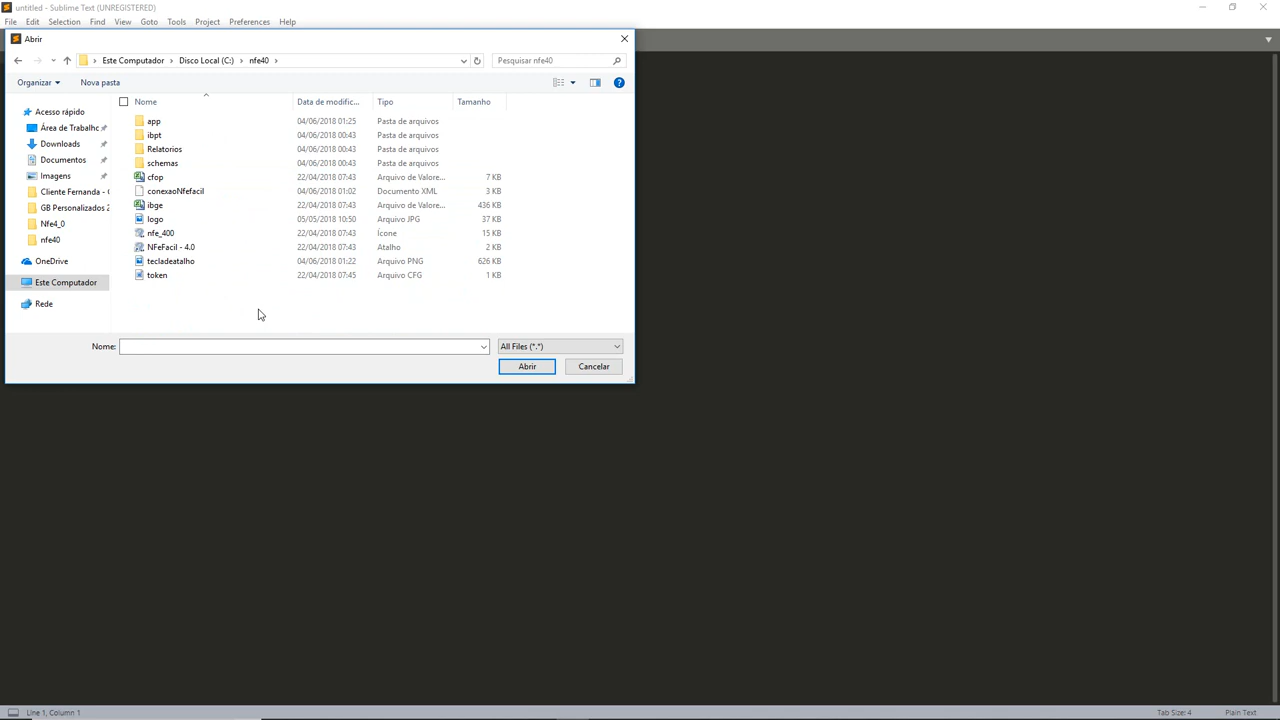 untitled - Sublime Text (UNREGISTERED)
File Edit Selection Find View Goto Tools Project Preferences Help
Abrir
Este Computador Disco Local (C:) nfe40
Pesquisar nfe40
Organizar Nova pasta
Nome Data de modific... Tipo Tamanho
Acesso rápido
Área de Trabalhc
Downloads
Documentos
Imagens
Cliente Fernanda -
GB Personalizados 2
Nfe4_0
nfe40
OneDrive
Este Computador
Rede
app 04/06/2018 01:25 Pasta de arquivos
ibpt 04/06/2018 00:43 Pasta de arquivos
Relatorios 04/06/2018 00:43 Pasta de arquivos
schemas 04/06/2018 00:43 Pasta de arquivos
cfop 22/04/2018 07:43 Arquivo de Valore... 7 KB
conexaoNfefacil 04/06/2018 01:02 Documento XML 3 KB
ibge 22/04/2018 07:43 Arquivo de Valore... 436 KB
logo 05/05/2018 10:50 Arquivo JPG 37 KB
nfe_400 22/04/2018 07:43 Ícone 15 KB
NFeFacil - 4.0 22/04/2018 07:43 Atalho 2 KB
tecladeatalho 04/06/2018 01:22 Arquivo PNG 626 KB
token 22/04/2018 07:45 Arquivo CFG 1 KB
Nome: All Files (*.*)
Abrir Cancelar
Line 1, Column 1 Tab Size: 4 Plain Text